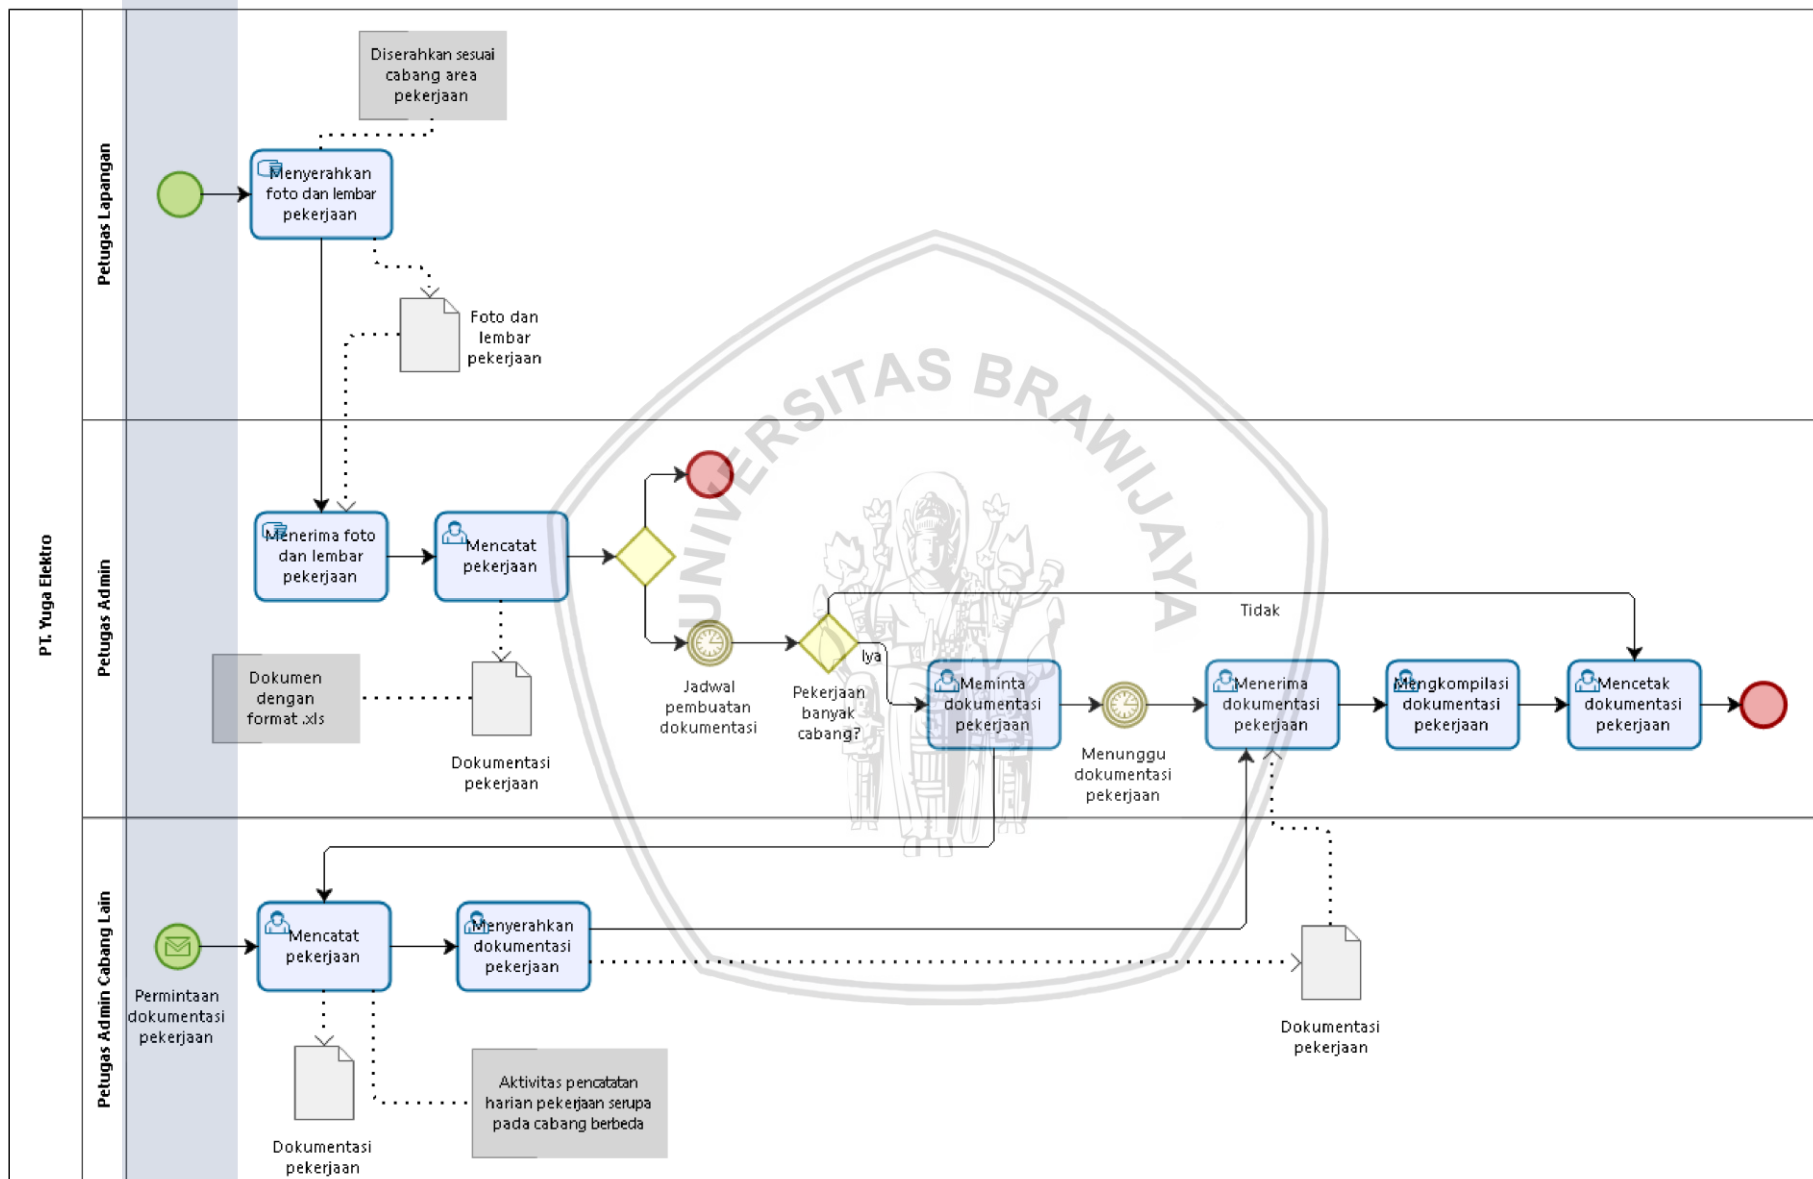 PT. Yuga Elektro
Petugas Lapangan
Diserahkan sesuai
cabang area
pekerjaan
Menyerahkan
foto dan lembar
pekerjaan
Foto dan
lembar
pekerjaan
UNIVERSITAS BRAWIJAYA
Petugas Admin
Menerima foto
dan lembar
pekerjaan
Mencatat
pekerjaan
Dokumen
dengan
format .xls
Dokumentasi
pekerjaan
Jadwal
pembuatan
dokumentasi
Pekerjaan
banyak
cabang?
Iya
Tidak
Meminta
dokumentasi
pekerjaan
Menunggu
dokumentasi
pekerjaan
Menerima
dokumentasi
pekerjaan
Mengkompilasi
dokumentasi
pekerjaan
Mencetak
dokumentasi
pekerjaan
Petugas Admin Cabang Lain
Permintaan
dokumentasi
pekerjaan
Mencatat
pekerjaan
Menyerahkan
dokumentasi
pekerjaan
Dokumentasi
pekerjaan
Aktivitas pencatatan
harian pekerjaan serupa
pada cabang berbeda
Dokumentasi
pekerjaan